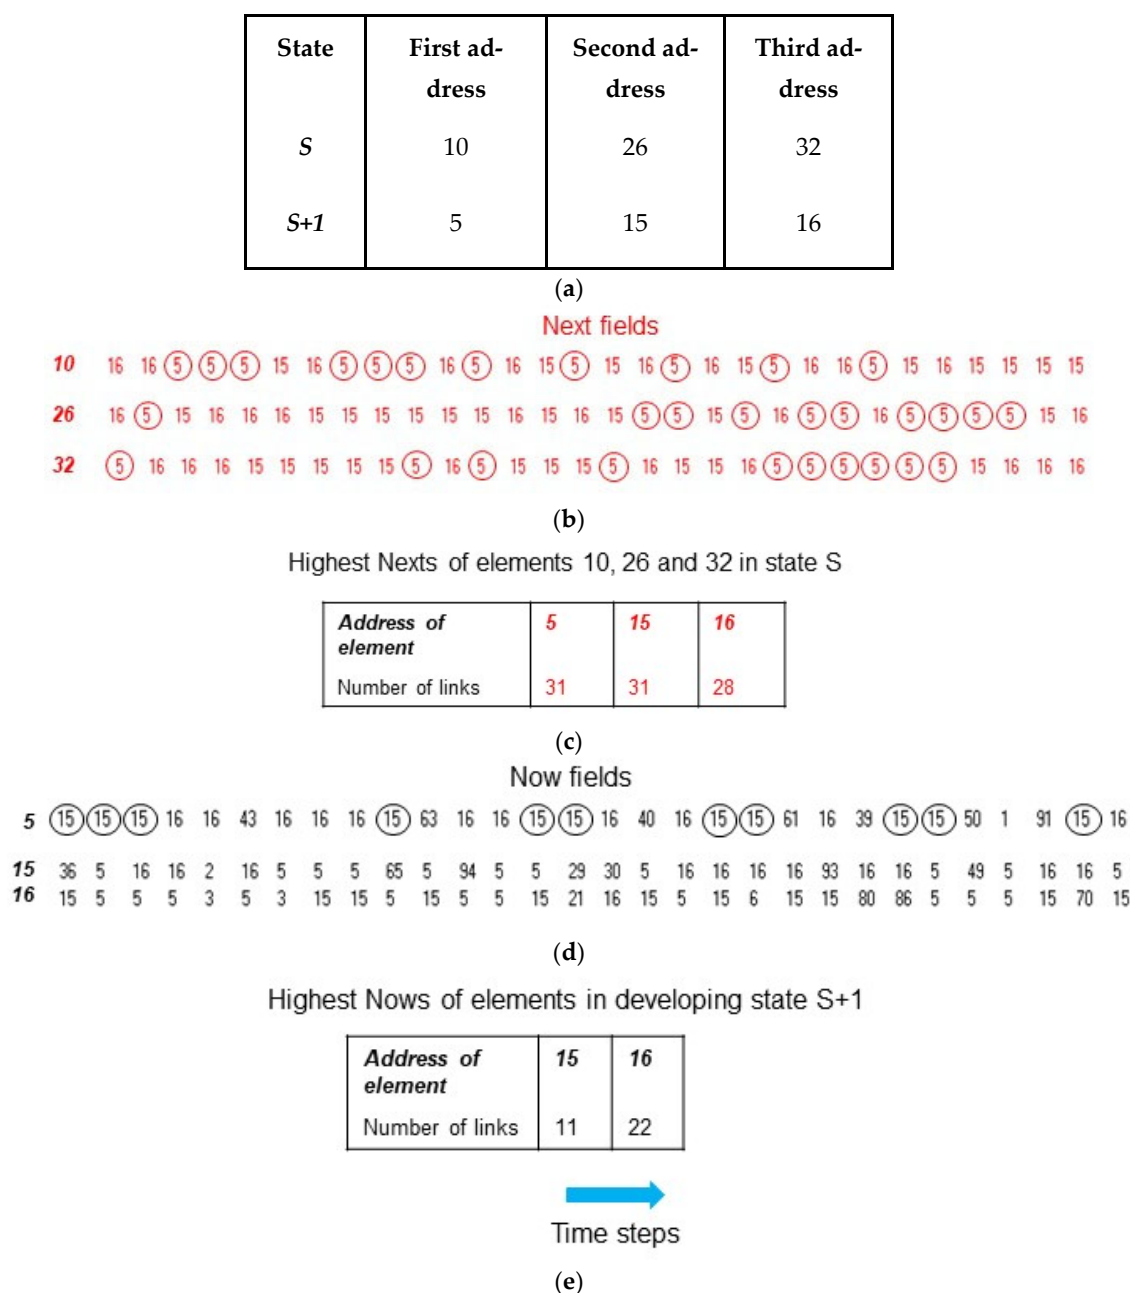 State First ad- Second ad- Third ad-
dress dress dress
S 10 26 32
S+1 5 15 16
(a)
Next fields
10 16 16 5 5 5 15 16 5 5 5 16 5 16 15 5 15 16 5 16 15 5 16 16 5 15 16 15 15 15 15
26 16 5 15 16 16 16 15 15 15 15 15 15 16 15 16 15 5 5 15 5 16 5 5 16 5 5 5 5 15 16
32 5 16 16 16 15 15 15 15 15 5 16 5 15 15 15 5 16 15 15 16 5 5 5 5 5 5 15 16 16 16
(b)
Highest Nexts of elements 10, 26 and 32 in state S
Address of 5 15 16
element
Number of links 31 31 28
(c)
Now fields
5 15 15 15 16 16 43 16 16 16 15 63 16 16 15 15 16 40 16 15 15 61 16 39 15 15 50 1 91 15 16
15 36 5 16 16 2 16 5 5 5 65 5 94 5 5 29 30 5 16 16 16 16 93 16 16 5 49 5 16 16 5
16 15 5 5 5 3 5 3 15 15 5 15 5 5 15 21 16 15 5 15 6 15 15 80 86 5 5 5 15 70 15
(d)
Highest Nows of elements in developing state S+1
Address of 15 16
element
Number of links 11 22
Time steps
(e)